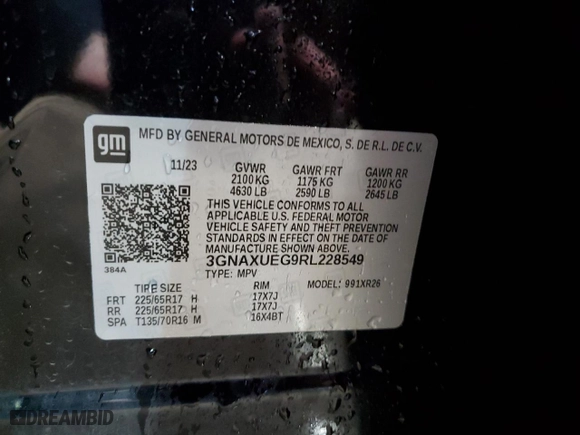 gm
MFD BY GENERAL MOTORS DE MEXICO, S. DE R.L. DE C.V.
11/23 GVWR GAWR FRT GAWR RR
2100 KG 1175 KG 1200 KG
4630 LB 2590 LB 2645 LB
THIS VEHICLE CONFORMS TO ALL
APPLICABLE U.S. FEDERAL MOTOR
VEHICLE SAFETY AND THEFT PREVENTION
STANDARDS IN EFFECT ON THE DATE OF
MANUFACTURE SHOWN ABOVE.
384A
3GNAXUEG9RL228549
TYPE: MPV
TIRE SIZE RIM MODEL: 991XR26
FRT 225/65R17 H 17X7J
RR 225/65R17 H 17X7J
SPA T135/70R16 M 16X4BT
DREAMBID